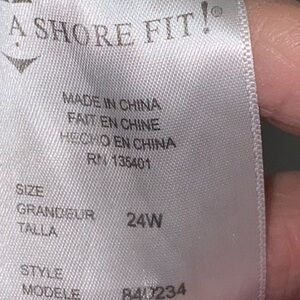 A SHORE FIT!®
MADE IN CHINA
FAIT EN CHINE
HECHO EN CHINA
RN 135401
SIZE
GRANDEUR 24W
TALLA
STYLE
MODELE 84J234